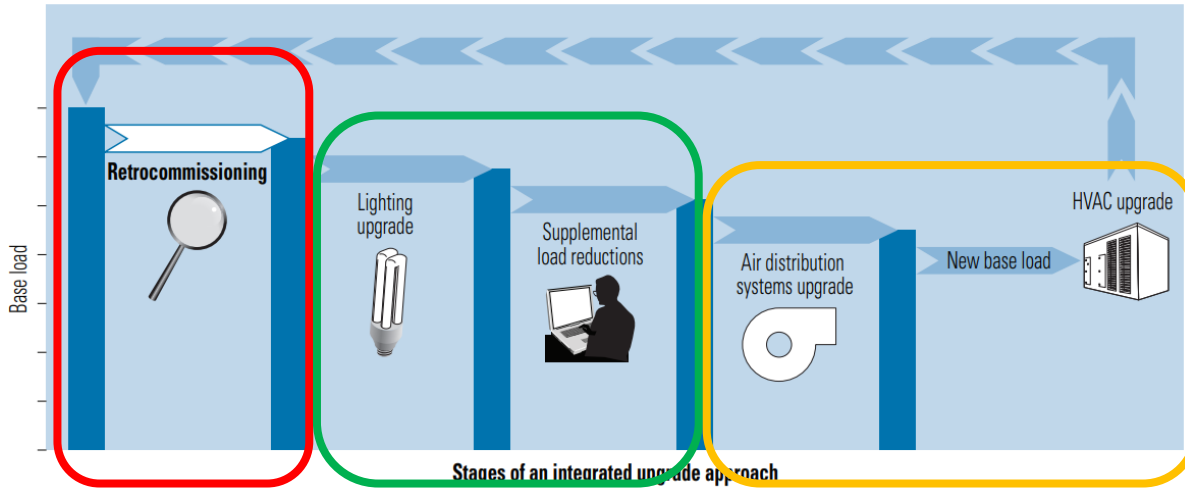 Retrocommissioning
Lighting
upgrade
Supplemental
load reductions
Air distribution
systems upgrade
New base load
HVAC upgrade
Base load
Stages of an integrated upgrade approach